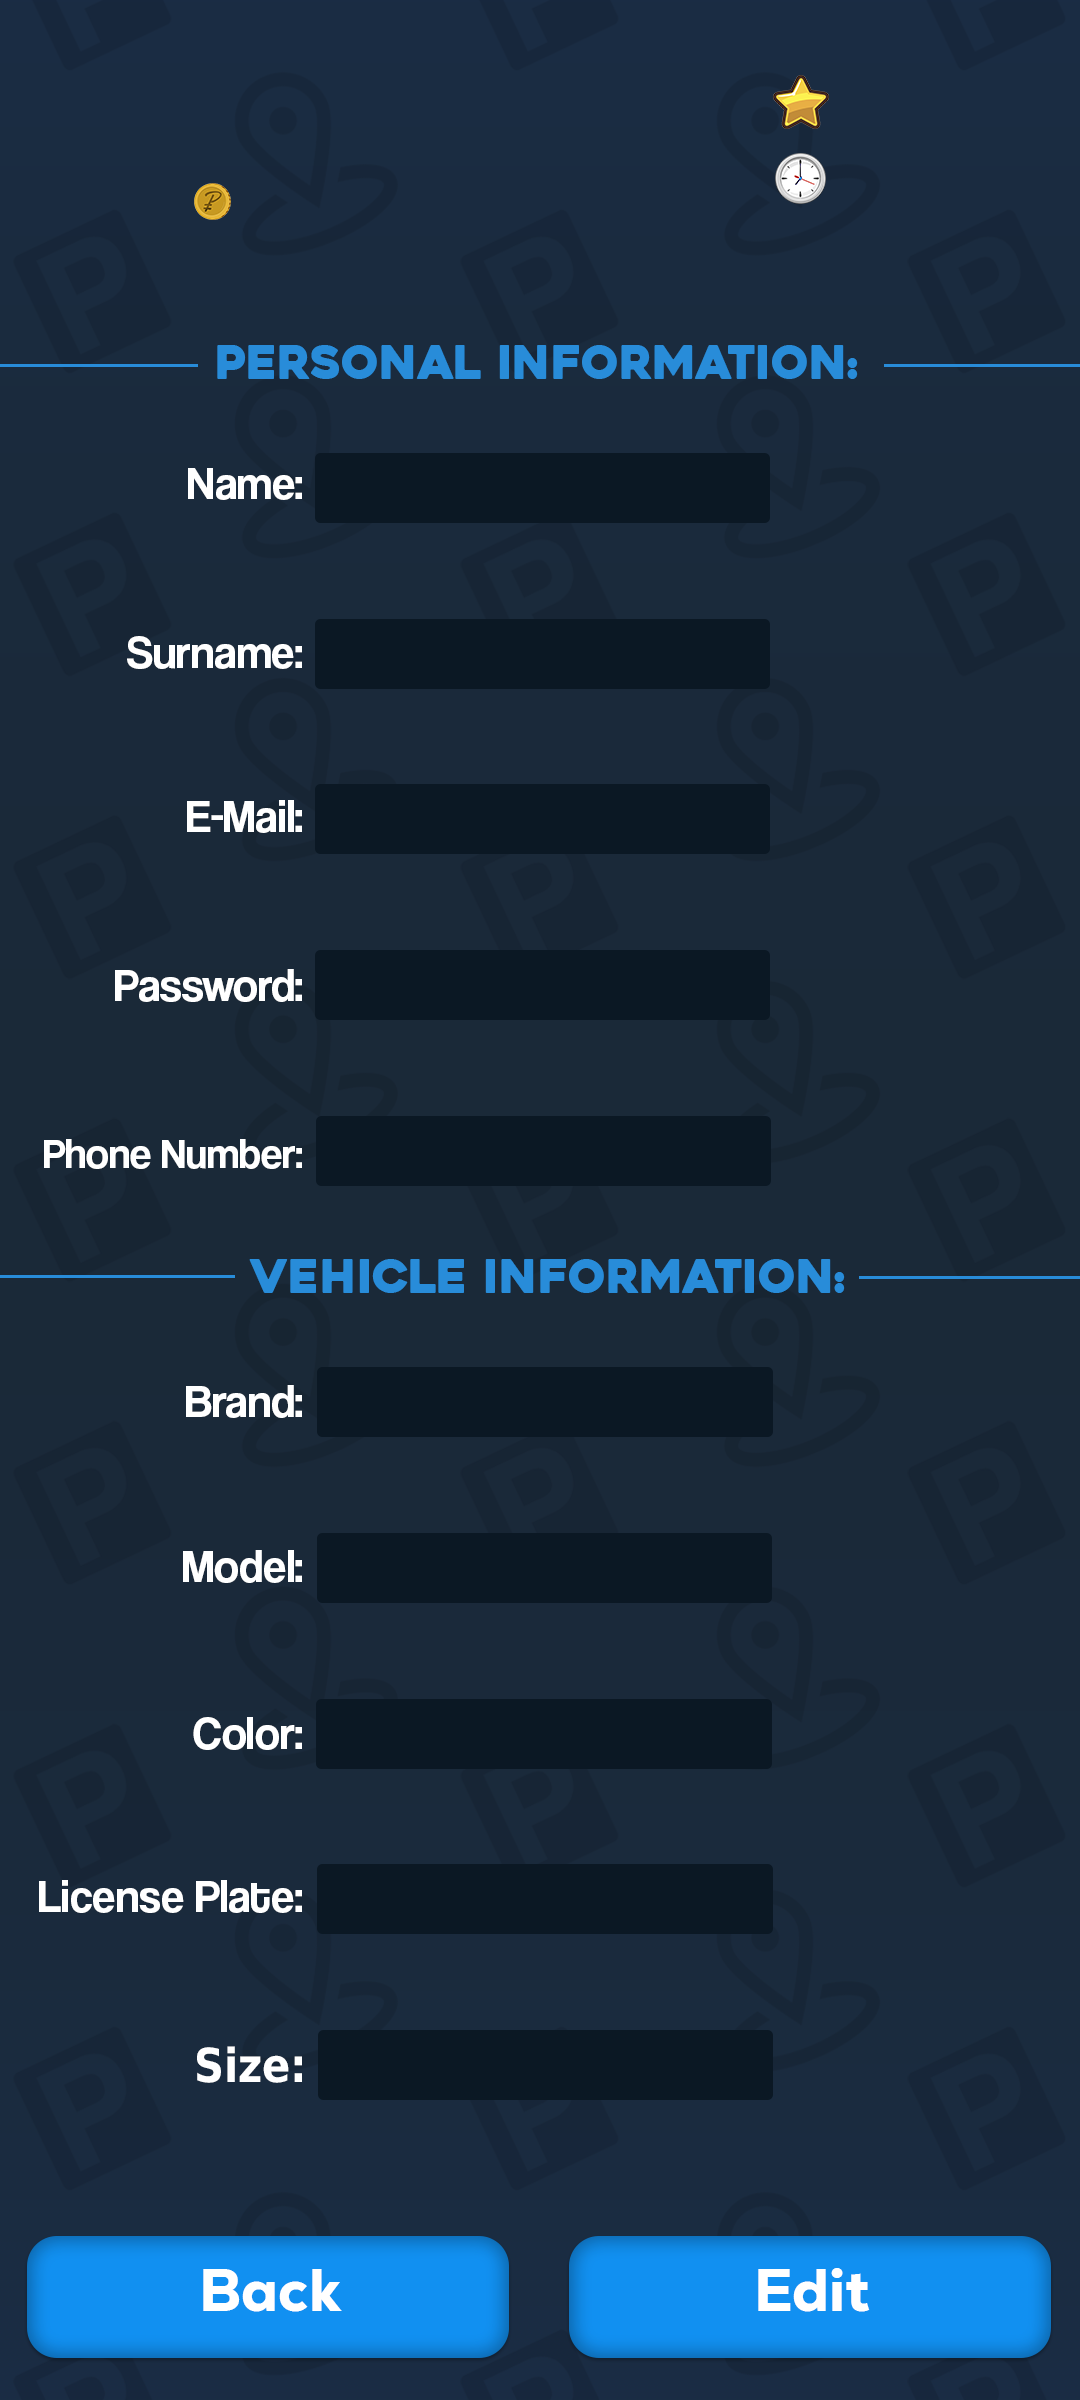 PERSONAL INFORMATION:
Name:
Surname:
E-Mail:
Password:
Phone Number:
VEHICLE INFORMATION:
Brand:
Model:
Color:
License Plate:
Size:
Back
Edit